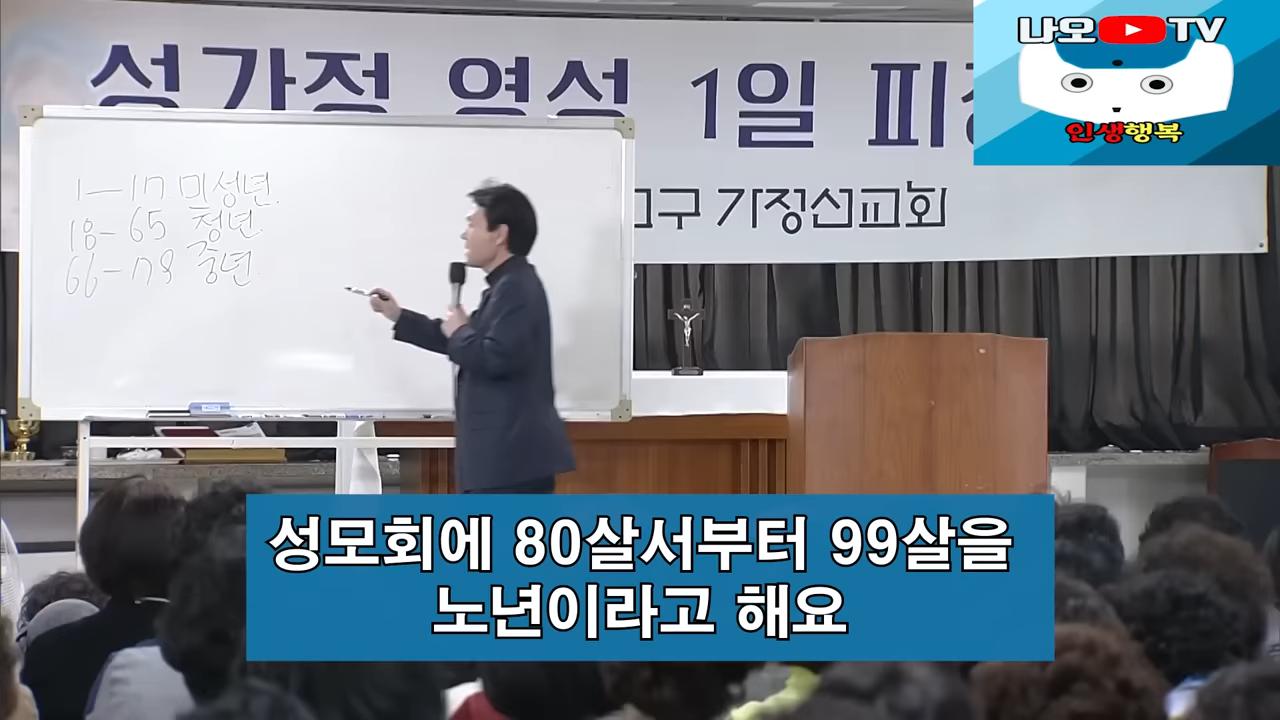 성가정 영성 1일 피정
구 가정선교회
나오 TV
인생행복
1-17 미성년.
18-65 청년.
66-79 중년.
성모회에 80살서부터 99살을
노년이라고 해요